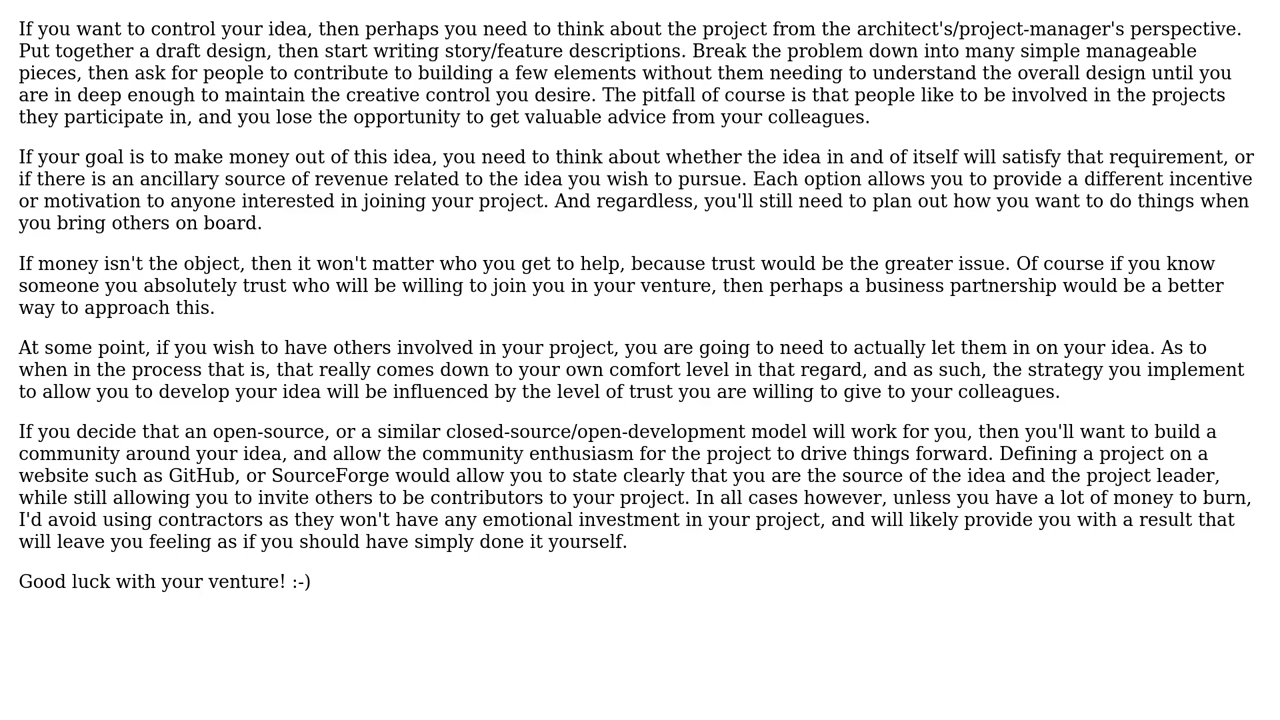 If you want to control your idea, then perhaps you need to think about the project from the architect's/project-manager's perspective.
Put together a draft design, then start writing story/feature descriptions. Break the problem down into many simple manageable
pieces, then ask for people to contribute to building a few elements without them needing to understand the overall design until you
are in deep enough to maintain the creative control you desire. The pitfall of course is that people like to be involved in the projects
they participate in, and you lose the opportunity to get valuable advice from your colleagues.
If your goal is to make money out of this idea, you need to think about whether the idea in and of itself will satisfy that requirement, or
if there is an ancillary source of revenue related to the idea you wish to pursue. Each option allows you to provide a different incentive
or motivation to anyone interested in joining your project. And regardless, you'll still need to plan out how you want to do things when
you bring others on board.
If money isn't the object, then it won't matter who you get to help, because trust would be the greater issue. Of course if you know
someone you absolutely trust who will be willing to join you in your venture, then perhaps a business partnership would be a better
way to approach this.
At some point, if you wish to have others involved in your project, you are going to need to actually let them in on your idea. As to
when in the process that is, that really comes down to your own comfort level in that regard, and as such, the strategy you implement
to allow you to develop your idea will be influenced by the level of trust you are willing to give to your colleagues.
If you decide that an open-source, or a similar closed-source/open-development model will work for you, then you'll want to build a
community around your idea, and allow the community enthusiasm for the project to drive things forward. Defining a project on a
website such as GitHub, or SourceForge would allow you to state clearly that you are the source of the idea and the project leader,
while still allowing you to invite others to be contributors to your project. In all cases however, unless you have a lot of money to burn,
I'd avoid using contractors as they won't have any emotional investment in your project, and will likely provide you with a result that
will leave you feeling as if you should have simply done it yourself.
Good luck with your venture! :-)